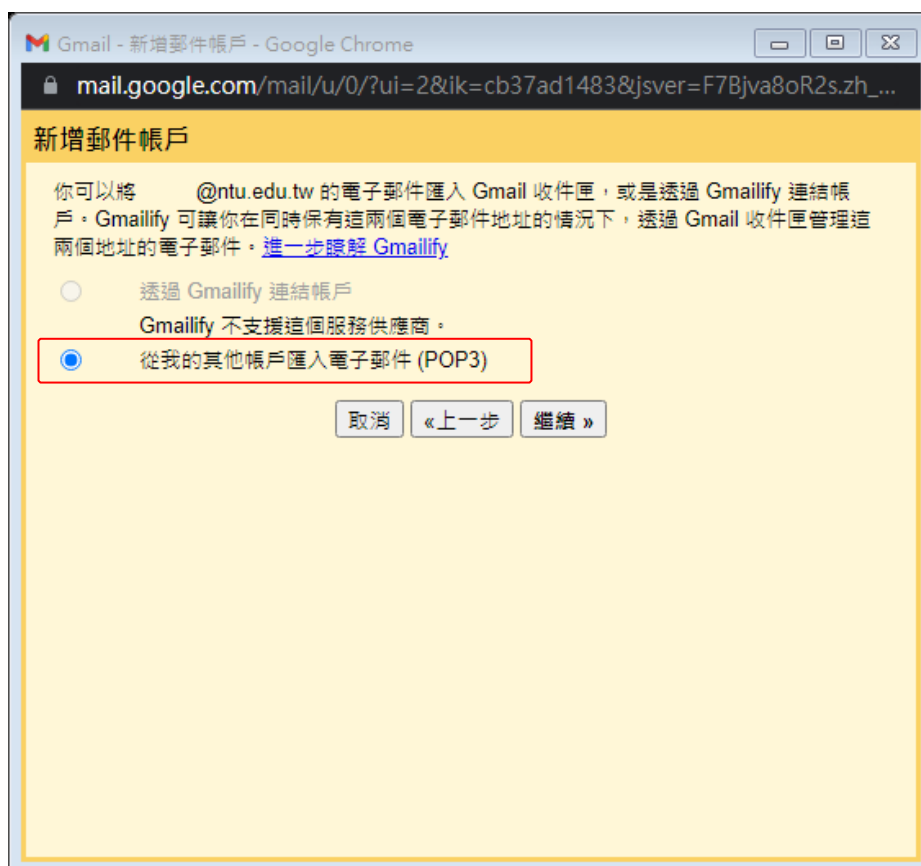 Gmail - 新增郵件帳戶 - Google Chrome
mail.google.com/mail/u/0/?ui=2&ik=cb37ad1483&jsver=F7Bjva8oR2s.zh_...
新增郵件帳戶
你可以將 @ntu.edu.tw 的電子郵件匯入 Gmail 收件匣，或是透過 Gmailify 連結帳
戶。Gmailify 可讓你在同時保有這兩個電子郵件地址的情況下，透過 Gmail 收件匣管理這
兩個地址的電子郵件。進一步瞭解 Gmailify
透過 Gmailify 連結帳戶
Gmailify 不支援這個服務供應商。
從我的其他帳戶匯入電子郵件 (POP3)
取消 «上一步 繼續 »